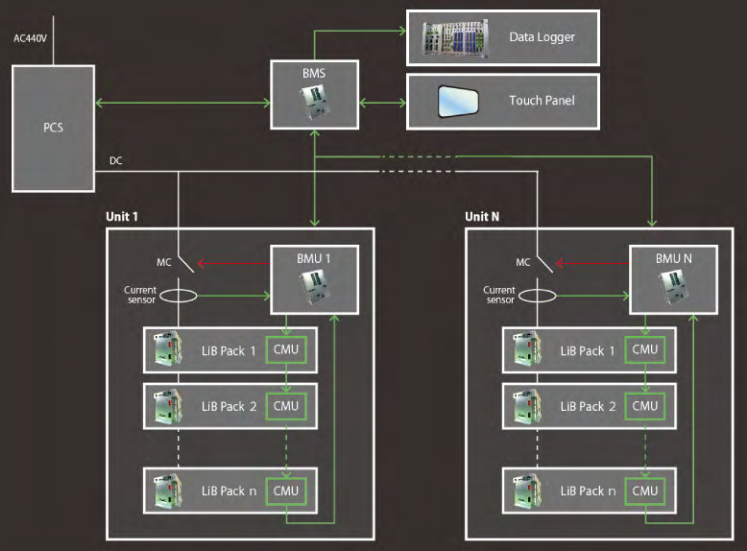 AC440V
PCS
BMS
Data Logger
Touch Panel
DC
Unit 1
MC
Current
sensor
BMU 1
LiB Pack 1
CMU
LiB Pack 2
CMU
LiB Pack n
CMU
Unit N
MC
Current
sensor
BMU N
LiB Pack 1
CMU
LiB Pack 2
CMU
LiB Pack n
CMU